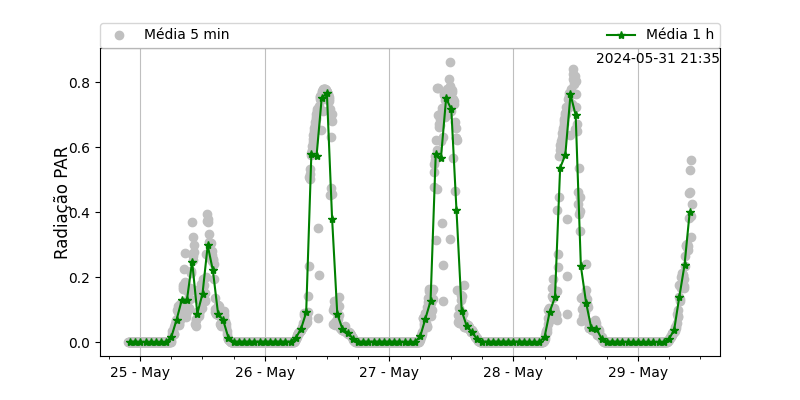 Média 5 min
Média 1 h
2024-05-31 21:35
Radiação PAR
0.8
0.6
0.4
0.2
0.0
25 - May
26 - May
27 - May
28 - May
29 - May